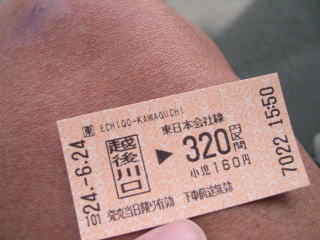 東 ECHIGO-KAWAGUCHI
東日本会社線
越後川口 ▶ 320円区間
小児160円
発売当日限り有効 下車前途無効
24.-6.24
7022 15:50